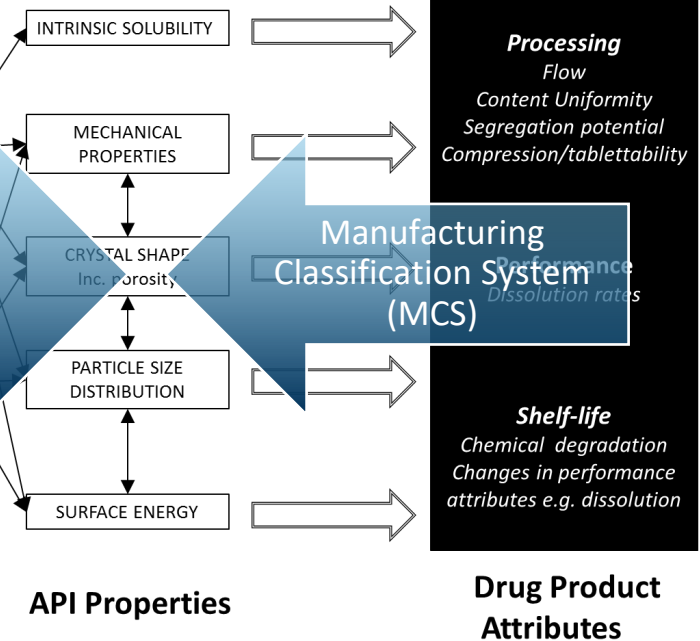 INTRINSIC SOLUBILITY
MECHANICAL
PROPERTIES
CRYSTAL SHAPE
Inc. porosity
PARTICLE SIZE
DISTRIBUTION
SURFACE ENERGY
API Properties
Manufacturing
Classification System
(MCS)
Processing
Flow
Content Uniformity
Segregation potential
Compression/tablettability
Performance
Dissolution rates
Shelf-life
Chemical degradation
Changes in performance
attributes e.g. dissolution
Drug Product
Attributes